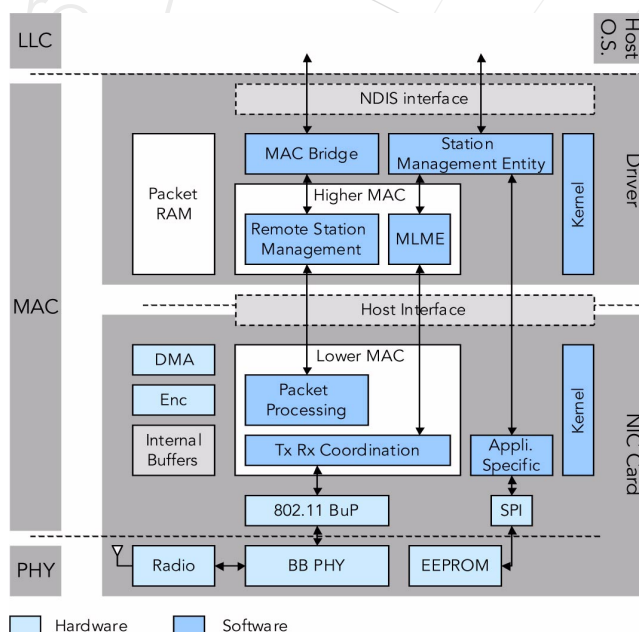 LLC
Host
O.S.
NDIS interface
MAC Bridge
Station
Management Entity
Packet
RAM
Higher MAC
Remote Station
Management
MLME
Kernel
Driver
MAC
Host Interface
DMA
Enc
Internal
Buffers
Lower MAC
Packet
Processing
Tx Rx Coordination
Appli.
Specific
Kernel
NIC Card
802.11 BuP
SPI
PHY
Radio
BB PHY
EEPROM
Hardware
Software